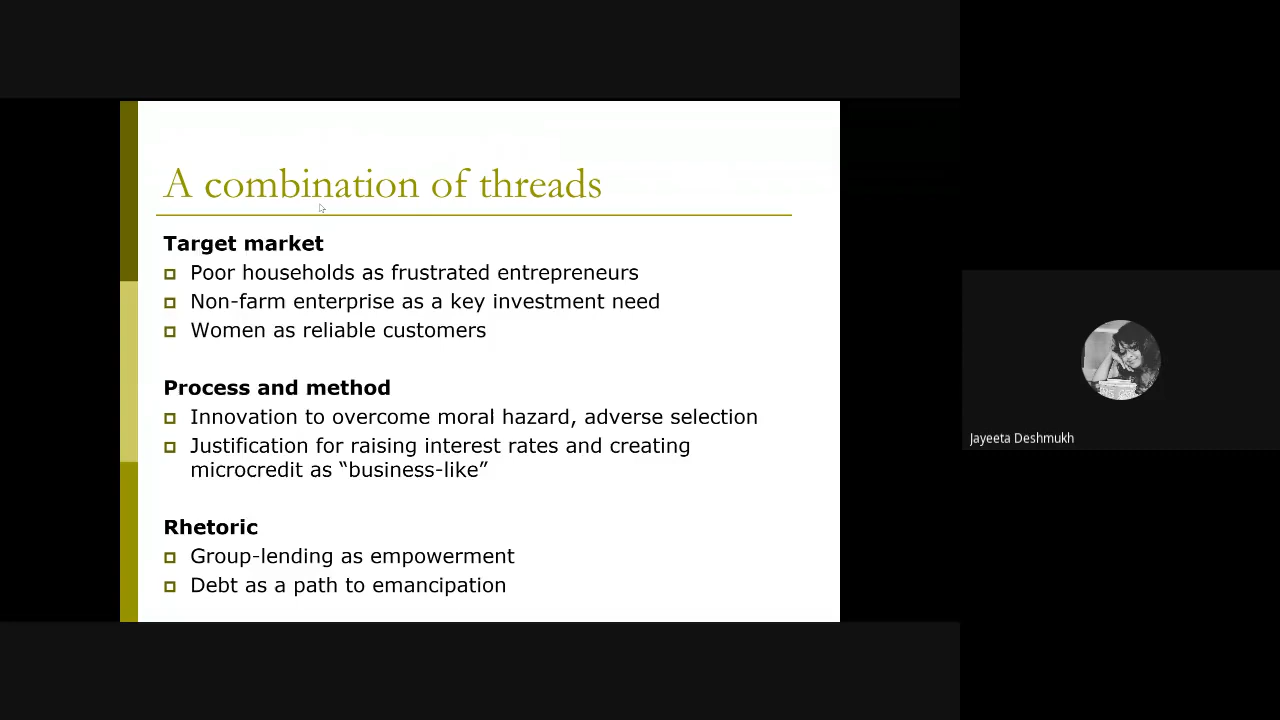 A combination of threads
Target market
Poor households as frustrated entrepreneurs
Non-farm enterprise as a key investment need
Women as reliable customers
Process and method
Innovation to overcome moral hazard, adverse selection
Justification for raising interest rates and creating
microcredit as “business-like”
Rhetoric
Group-lending as empowerment
Debt as a path to emancipation
Jayeeta Deshmukh